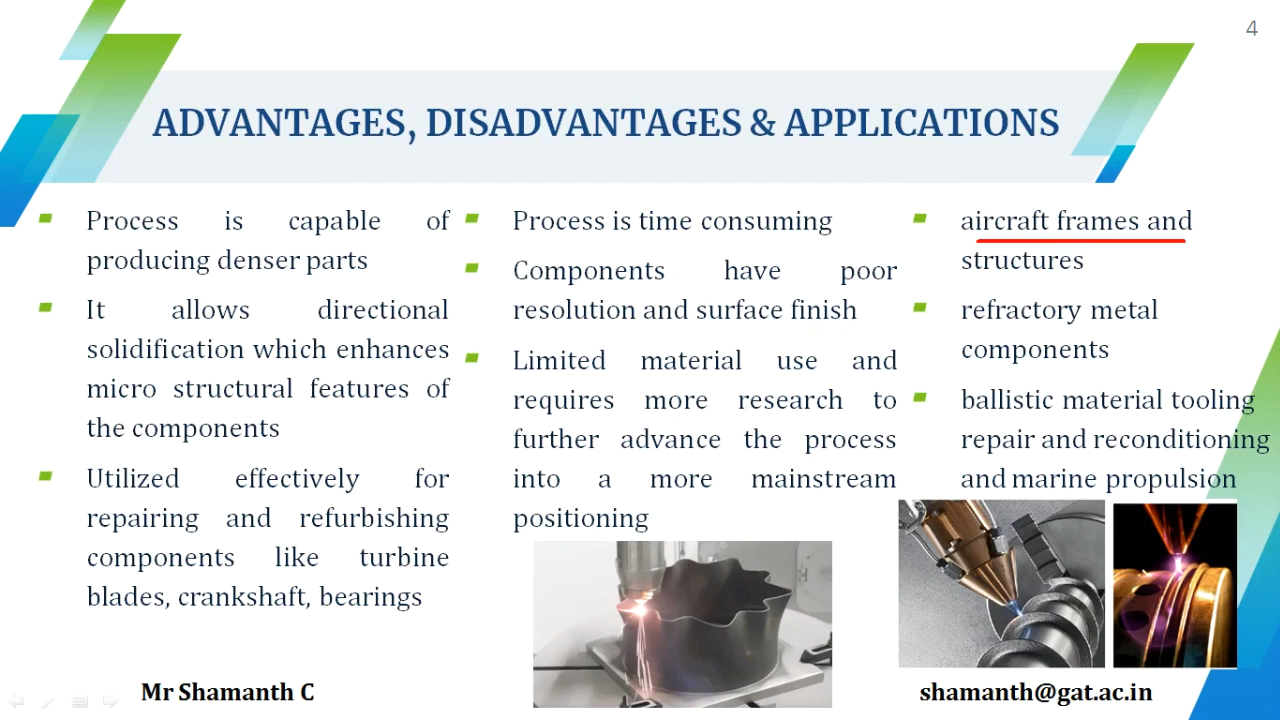 4
ADVANTAGES, DISADVANTAGES & APPLICATIONS
Process is capable of
producing denser parts
It allows directional
solidification which enhances
micro structural features of
the components
Utilized effectively for
repairing and refurbishing
components like turbine
blades, crankshaft, bearings
Process is time consuming
Components have poor
resolution and surface finish
Limited material use and
requires more research to
further advance the process
into a more mainstream
positioning
aircraft frames and
structures
refractory metal
components
ballistic material tooling
repair and reconditioning
and marine propulsion
Mr Shamanth C
shamanth@gat.ac.in